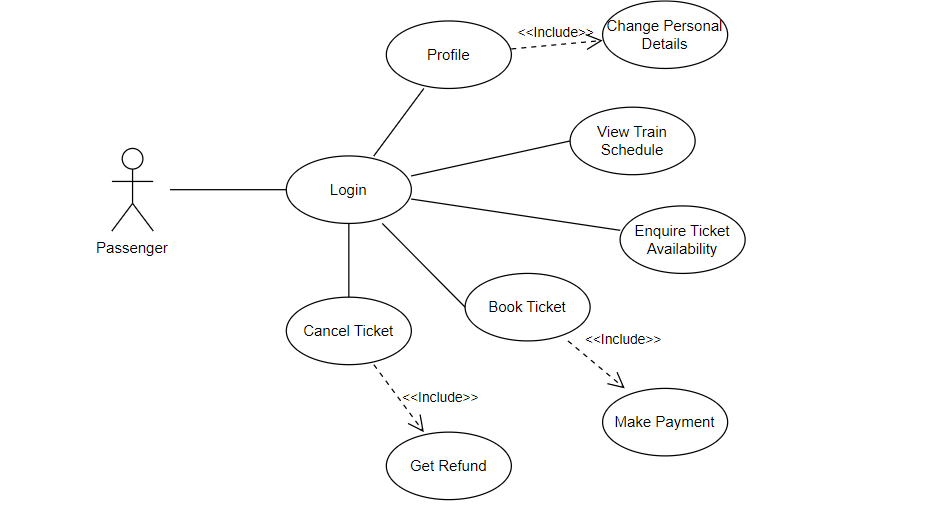 Change Personal
Details
<<Include>>
Profile
View Train
Schedule
Login
Passenger
Enquire Ticket
Availability
Book Ticket
Cancel Ticket
<<Include>>
<<Include>>
Make Payment
Get Refund